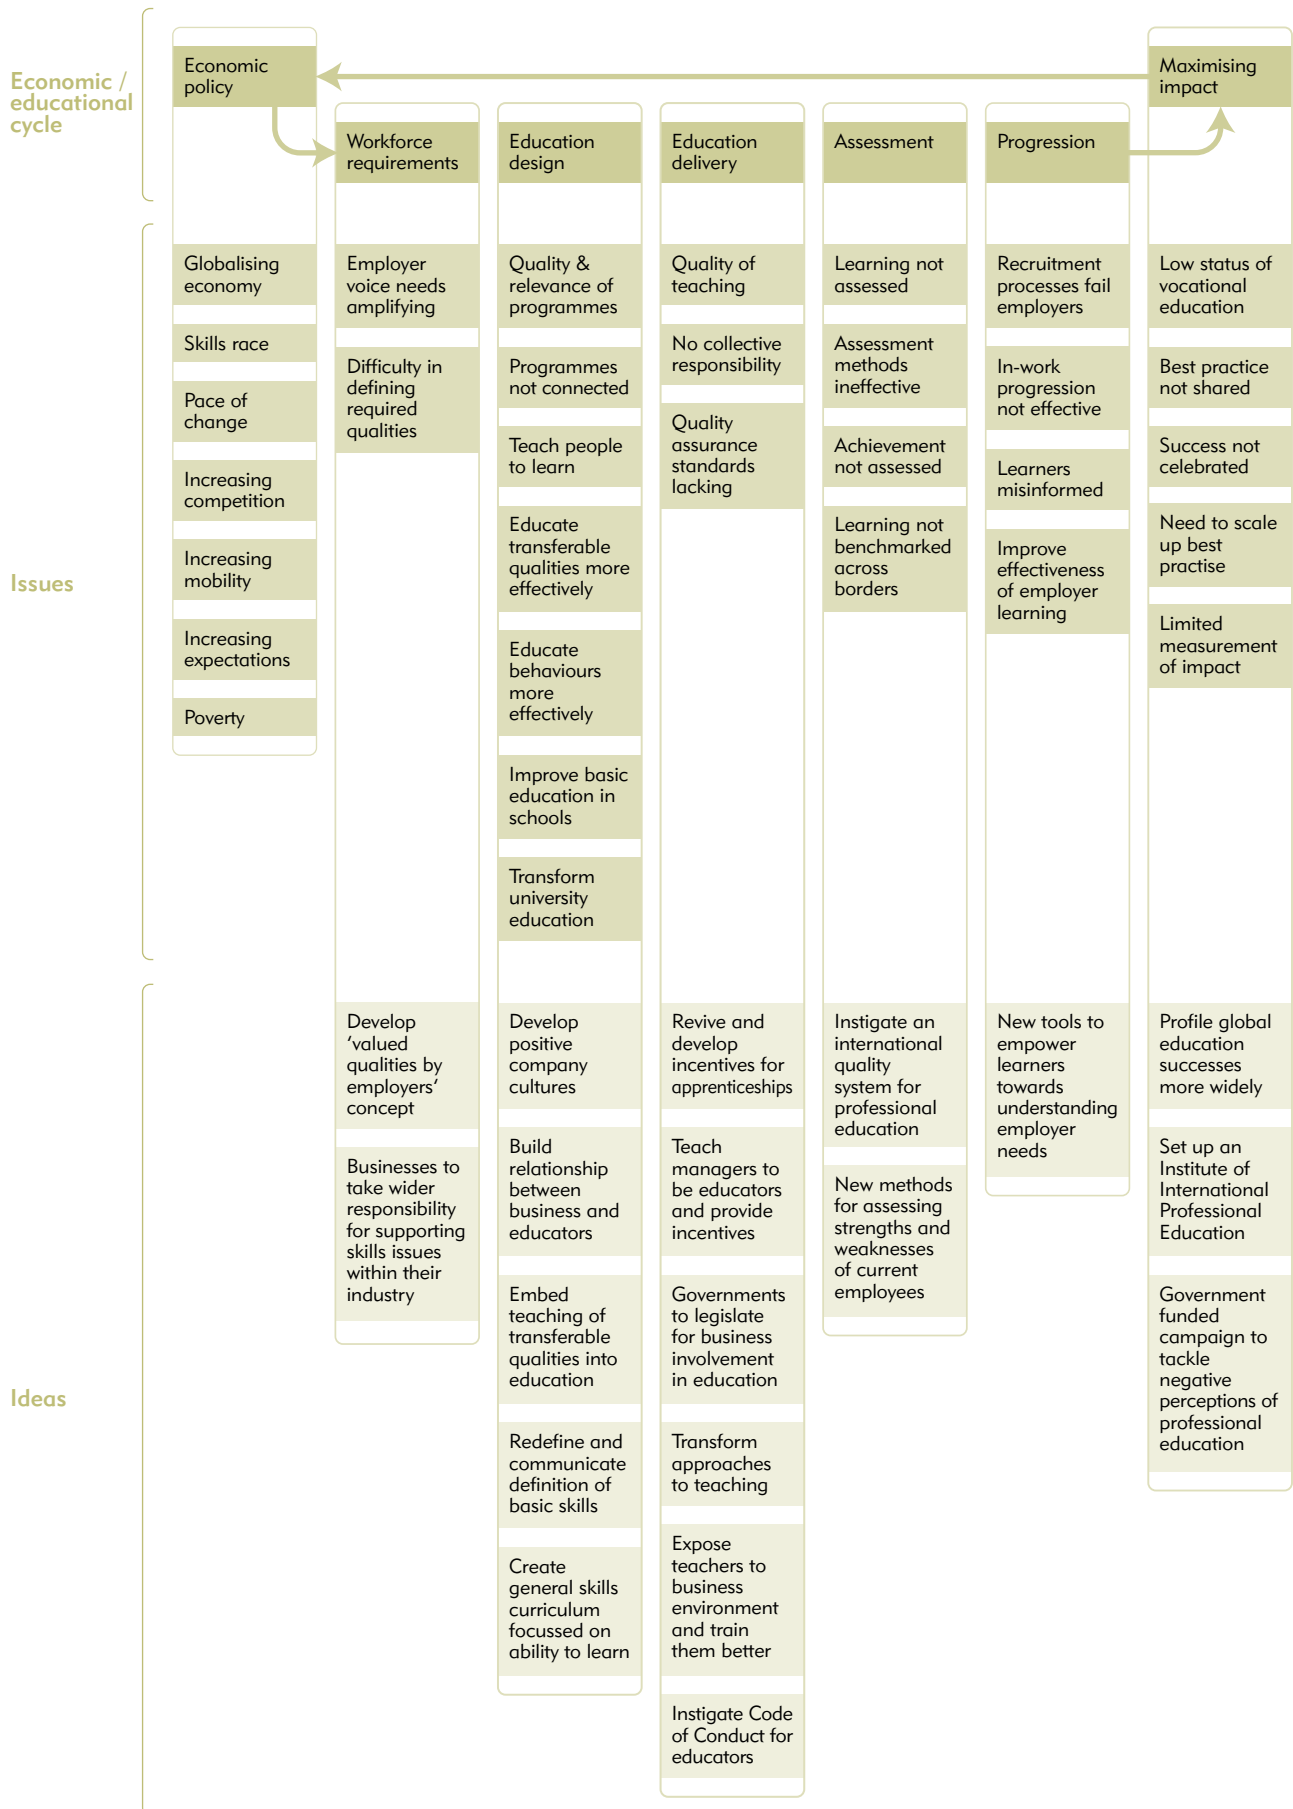 Economic /
educational
cycle
Economic
policy
Workforce
requirements
Education
design
Education
delivery
Assessment
Progression
Maximising
impact
Issues
Globalising
economy
Skills race
Pace of
change
Increasing
competition
Increasing
mobility
Increasing
expectations
Poverty
Employer
voice needs
amplifying
Difficulty in
defining
required
qualities
Quality &
relevance of
programmes
Programmes
not connected
Teach people
to learn
Educate
transferable
qualities more
effectively
Educate
behaviours
more
effectively
Improve basic
education in
schools
Transform
university
education
Quality of
teaching
No collective
responsibility
Quality
assurance
standards
lacking
Learning not
assessed
Assessment
methods
ineffective
Achievement
not assessed
Learning not
benchmarked
across
borders
Recruitment
processes fail
employers
In-work
progression
not effective
Learners
misinformed
Improve
effectiveness
of employer
learning
Low status of
vocational
education
Best practice
not shared
Success not
celebrated
Need to scale
up best
practise
Limited
measurement
of impact
Ideas
Develop
‘valued
qualities by
employers’
concept
Businesses to
take wider
responsibility
for supporting
skills issues
within their
industry
Develop
positive
company
cultures
Build
relationship
between
business and
educators
Embed
teaching of
transferable
qualities into
education
Redefine and
communicate
definition of
basic skills
Create
general skills
curriculum
focussed on
ability to learn
Revive and
develop
incentives for
apprenticeships
Teach
managers to
be educators
and provide
incentives
Governments
to legislate
for business
involvement
in education
Transform
approaches
to teaching
Expose
teachers to
business
environment
and train
them better
Instigate Code
of Conduct for
educators
Instigate an
international
quality
system for
professional
education
New methods
for assessing
strengths and
weaknesses
of current
employees
New tools to
empower
learners
towards
understanding
employer
needs
Profile global
education
successes
more widely
Set up an
Institute of
International
Professional
Education
Government
funded
campaign to
tackle
negative
perceptions of
professional
education